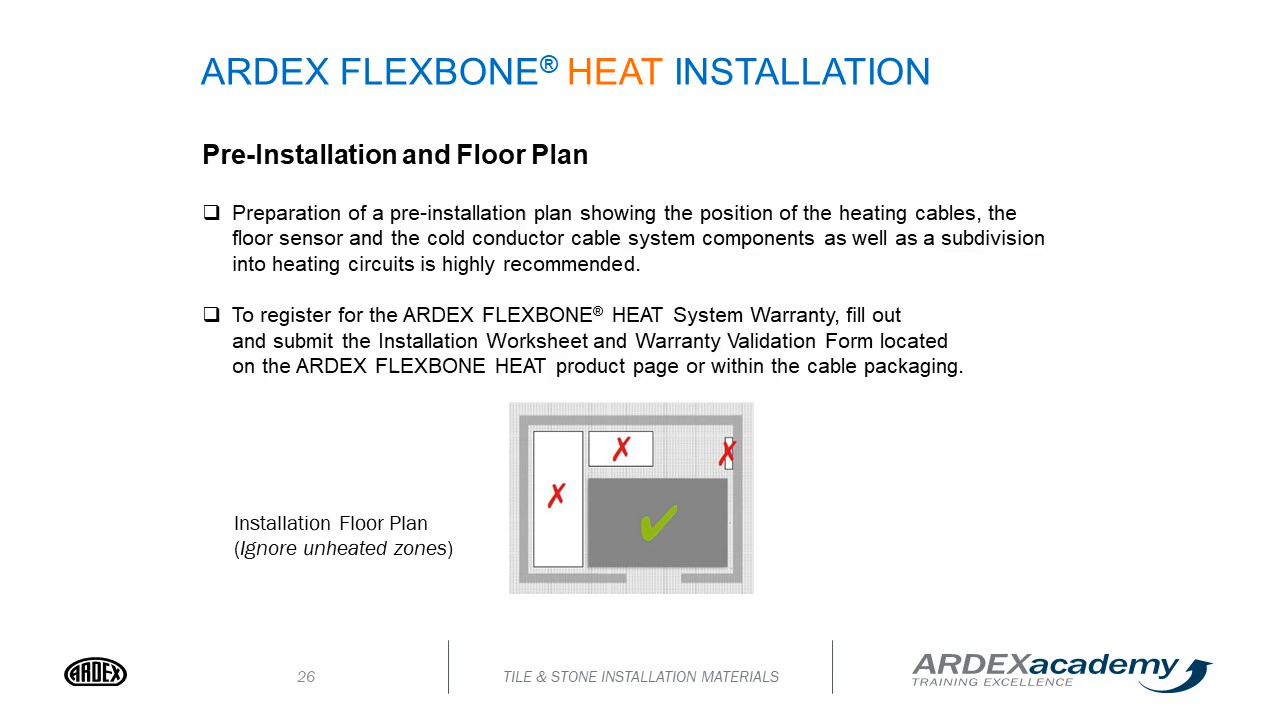 ARDEX FLEXBONE® HEAT INSTALLATION
Pre-Installation and Floor Plan
Preparation of a pre-installation plan showing the position of the heating cables, the
floor sensor and the cold conductor cable system components as well as a subdivision
into heating circuits is highly recommended.
To register for the ARDEX FLEXBONE® HEAT System Warranty, fill out
and submit the Installation Worksheet and Warranty Validation Form located
on the ARDEX FLEXBONE HEAT product page or within the cable packaging.
Installation Floor Plan
(Ignore unheated zones)
ARDEX
26
TILE & STONE INSTALLATION MATERIALS
ARDEXacademy
TRAINING EXCELLENCE